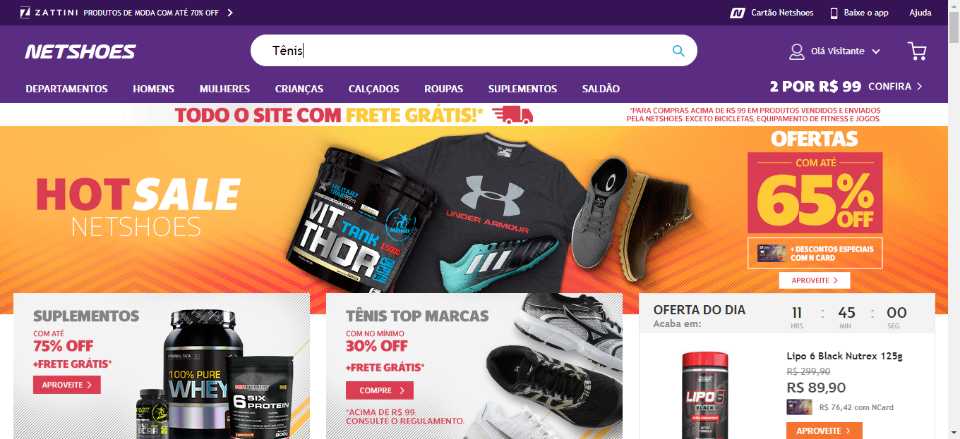 ZATTINI PRODUTOS DE MODA COM ATÉ 70% OFF
Cartão Netshoes
Baixe o app
Ajuda
NETSHOES
Tênis
Olá Visitante
DEPARTAMENTOS
HOMENS
MULHERES
CRIANÇAS
CALÇADOS
ROUPAS
SUPLEMENTOS
SALDÃO
2 POR R$ 99 CONFIRA
TODO O SITE COM FRETE GRÁTIS!*
*PARA COMPRAS ACIMA DE R$ 99 EM PRODUTOS VENDIDOS E ENVIADOS
PELA NETSHOES. EXCETO BICICLETAS, EQUIPAMENTO DE FITNESS E JOGOS.
HOT SALE
NETSHOES
MILITARY
TRAIL
VIT
TANK
THOR
UNDER ARMOUR
OFERTAS
COM ATÉ
65%
OFF
+ DESCONTOS ESPECIAIS
COM N CARD
APROVEITE
SUPLEMENTOS
COM ATÉ
75% OFF
+FRETE GRÁTIS*
APROVEITE
PROBIÓTICA
100% PURE
WHEY
SIX
PROTEIN
TÊNIS TOP MARCAS
COM NO MÍNIMO
30% OFF
+FRETE GRÁTIS*
COMPRE
*ACIMA DE R$ 99.
CONSULTE O REGULAMENTO.
OFERTA DO DIA
Acaba em:
11 : 45 : 00
HRS MIN SEG
LIPO 6
BLACK
Lipo 6 Black Nutrex 125g
R$ 299,90
R$ 89,90
R$ 76,42 com NCard
APROVEITE